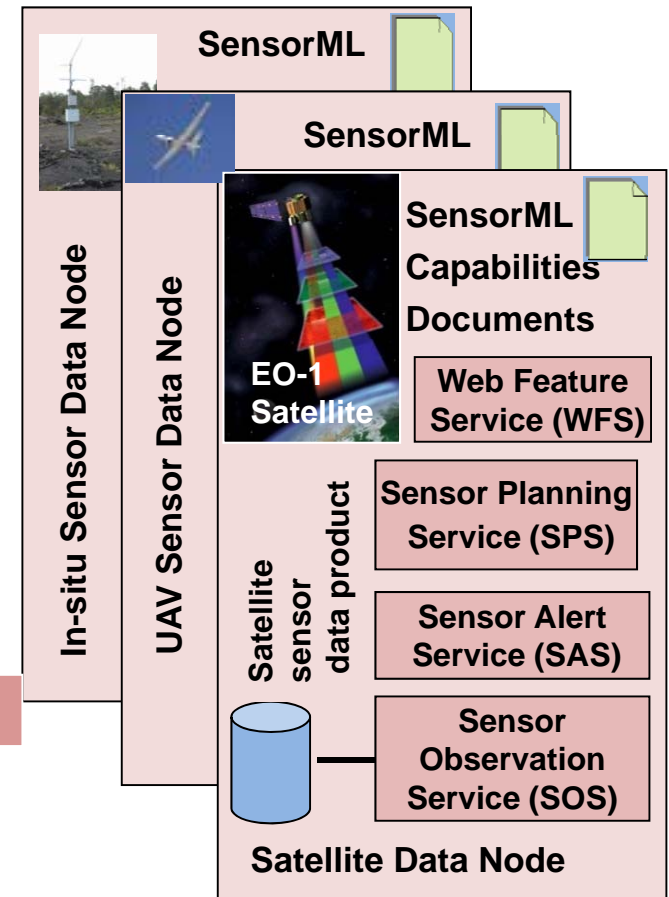 SensorML
In-situ Sensor Data Node
SensorML
UAV Sensor Data Node
SensorML
Capabilities
Documents
EO-1
Satellite
Web Feature
Service (WFS)
Sensor Planning
Service (SPS)
Satellite
sensor
data product
Sensor Alert
Service (SAS)
Sensor
Observation
Service (SOS)
Satellite Data Node